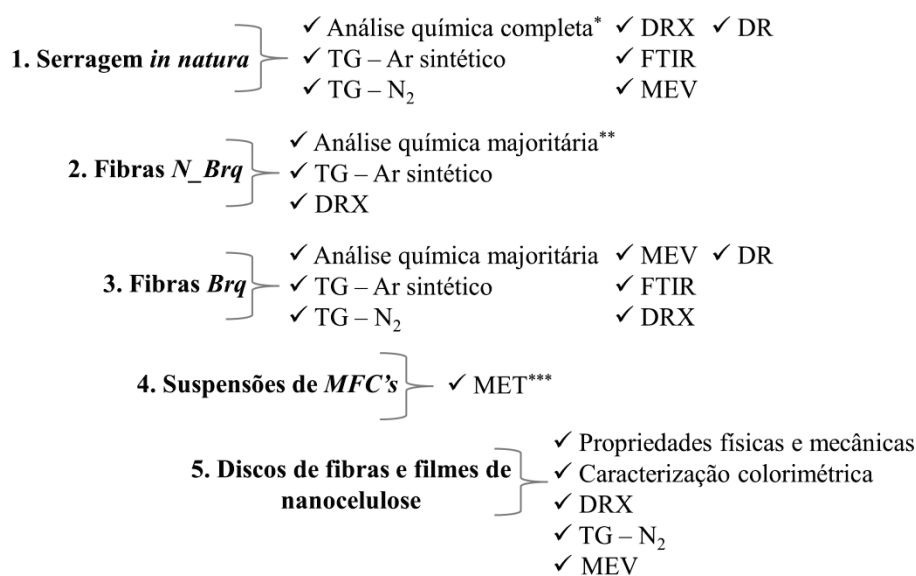 ✓ Análise química completa* ✓ DRX ✓ DR
1. Serragem in natura ✓ TG – Ar sintético ✓ FTIR
✓ TG – N₂ ✓ MEV
✓ Análise química majoritária**
2. Fibras N_Brq ✓ TG – Ar sintético
✓ DRX
✓ Análise química majoritária ✓ MEV ✓ DR
3. Fibras Brq ✓ TG – Ar sintético ✓ FTIR
✓ TG – N₂ ✓ DRX
4. Suspensões de MFC’s ✓ MET***
✓ Propriedades físicas e mecânicas
5. Discos de fibras e filmes de ✓ Caracterização colorimétrica
nanocelulose ✓ DRX
✓ TG – N₂
✓ MEV